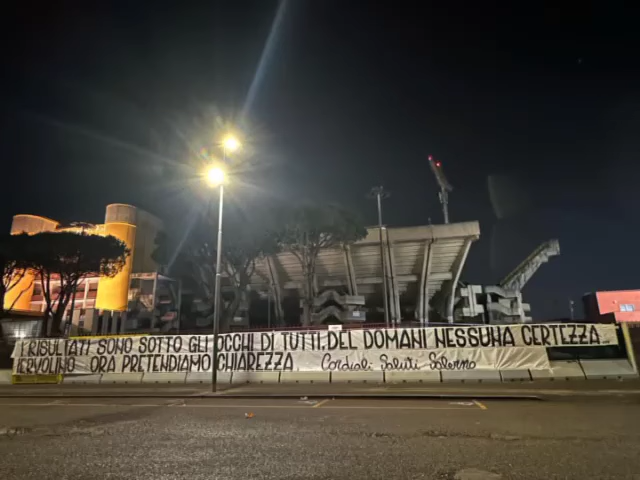 I RISULTATI SONO SOTTO GLI OCCHI DI TUTTI, DEL DOMANI NESSUNA CERTEZZA
IERVOLINO ORA PRETENDIAMO CHIAREZZA Cordiali Saluti Salerno